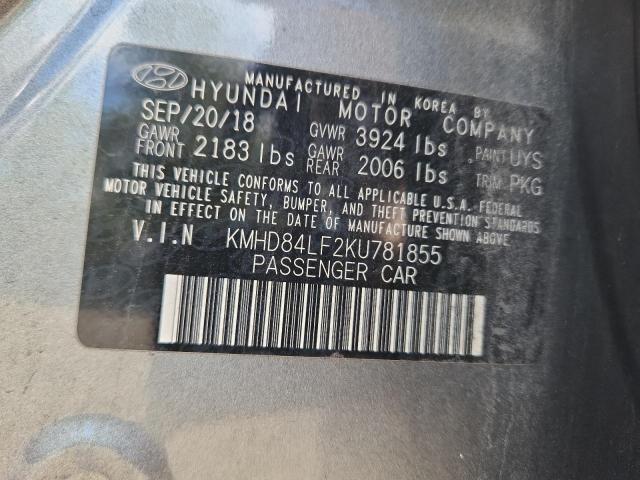 MANUFACTURED IN KOREA BY
HYUNDAI MOTOR COMPANY
SEP/20/18 GVWR 3924 lbs PAINT UYS
GAWR FRONT 2183 lbs GAWR REAR 2006 lbs TRIM PKG
THIS VEHICLE CONFORMS TO ALL APPLICABLE U.S.A. FEDERAL
MOTOR VEHICLE SAFETY, BUMPER, AND THEFT PREVENTION STANDARDS
IN EFFECT ON THE DATE OF MANUFACTURE SHOWN ABOVE.
V.I.N KMHD84LF2KU781855
PASSENGER CAR